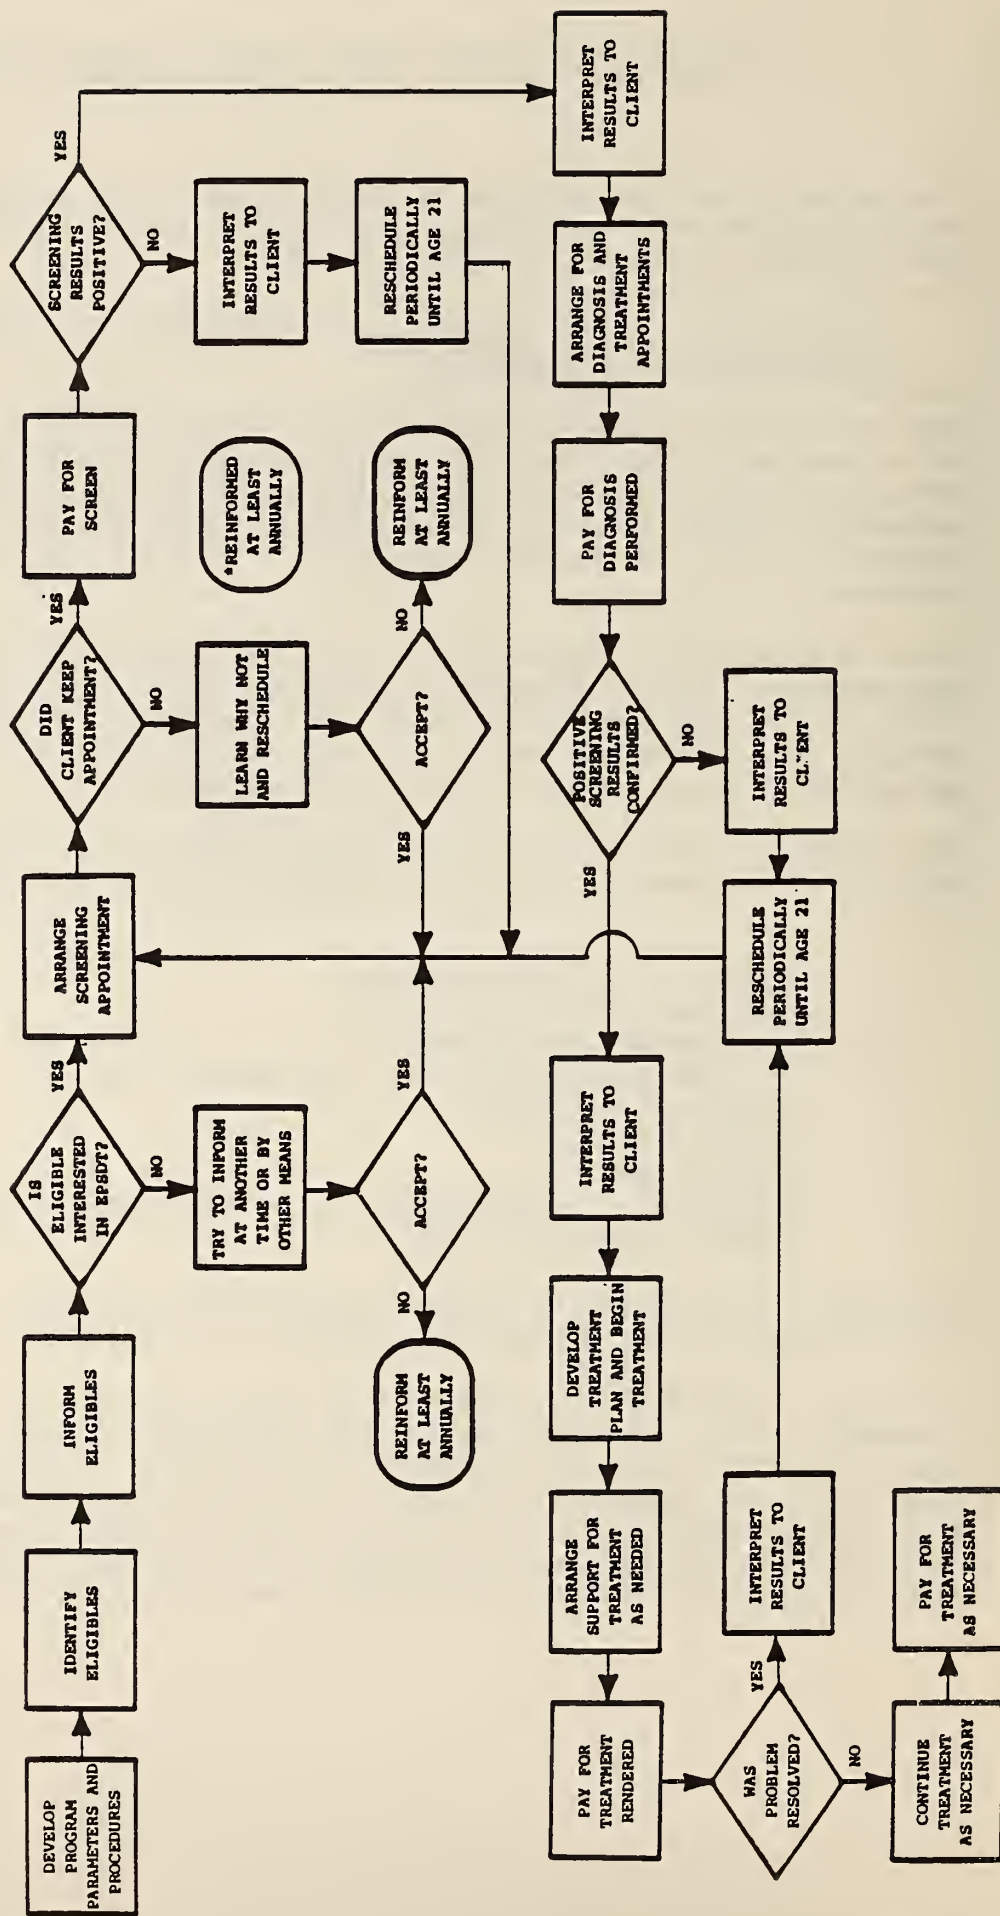 DEVELOP
PROGRAM
PARAMETERS AND
PROCEDURES
IDENTIFY
ELIGIBLES
INFORM
ELIGIBLES
IS
ELIGIBLE
INTERESTED
IN EPSDT?
YES
NO
ARRANGE
SCREENING
APPOINTMENT
DID
CLIENT KEEP
APPOINTMENT?
YES
NO
PAY FOR
SCREEN
SCREENING
RESULTS
POSITIVE?
YES
NO
TRY TO INFORM
AT ANOTHER
TIME OR BY
OTHER MEANS
LEARN WHY NOT
AND RESCHEDULE
*REINFORMED
AT LEAST
ANNUALLY
INTERPRET
RESULTS TO
CLIENT
REINFORM
AT LEAST
ANNUALLY
NO
ACCEPT?
YES
YES
ACCEPT?
NO
REINFORM
AT LEAST
ANNUALLY
RESCHEDULE
PERIODICALLY
UNTIL AGE 21
INTERPRET
RESULTS TO
CLIENT
ARRANGE FOR
DIAGNOSIS AND
TREATMENT
APPOINTMENTS
PAY FOR
DIAGNOSIS
PERFORMED
POSITIVE
SCREENING
RESULTS
CONFIRMED?
YES
NO
INTERPRET
RESULTS TO
CLIENT
DEVELOP
TREATMENT
PLAN AND BEGIN
TREATMENT
ARRANGE
SUPPORT FOR
TREATMENT
AS NEEDED
PAY FOR
TREATMENT
RENDERED
WAS
PROBLEM
RESOLVED?
YES
NO
INTERPRET
RESULTS TO
CLIENT
RESCHEDULE
PERIODICALLY
UNTIL AGE 21
INTERPRET
RESULTS TO
CLIENT
CONTINUE
TREATMENT
AS NECESSARY
PAY FOR
TREATMENT
AS NECESSARY